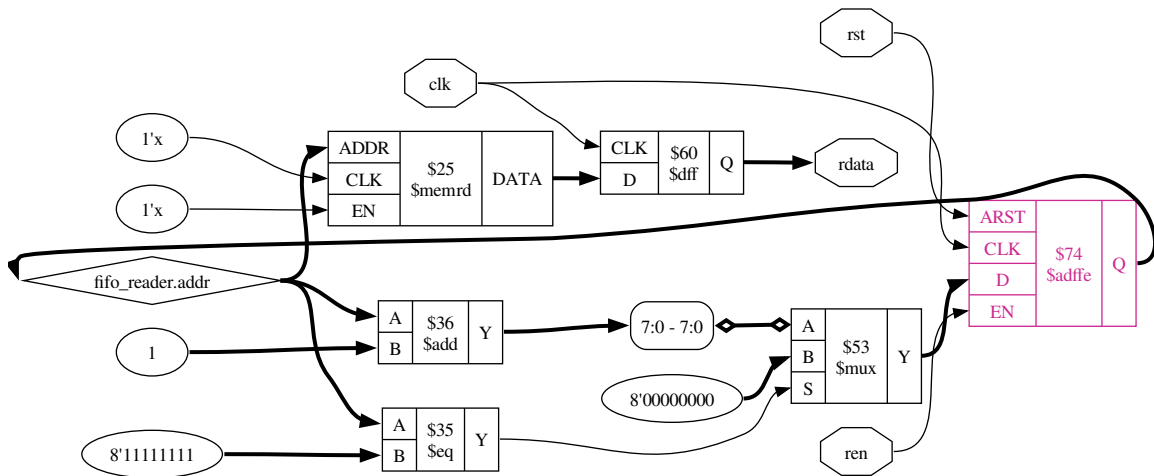 rst
clk
1'x
ADDR
CLK
EN
$25
$memrd
DATA
CLK
D
$60
$dff
Q
rdata
1'x
ARST
CLK
D
EN
$74
$adffe
Q
fifo_reader.addr
A
B
$36
$add
Y
7:0 - 7:0
A
B
S
$53
$mux
Y
1
8'00000000
A
B
$35
$eq
Y
8'11111111
ren